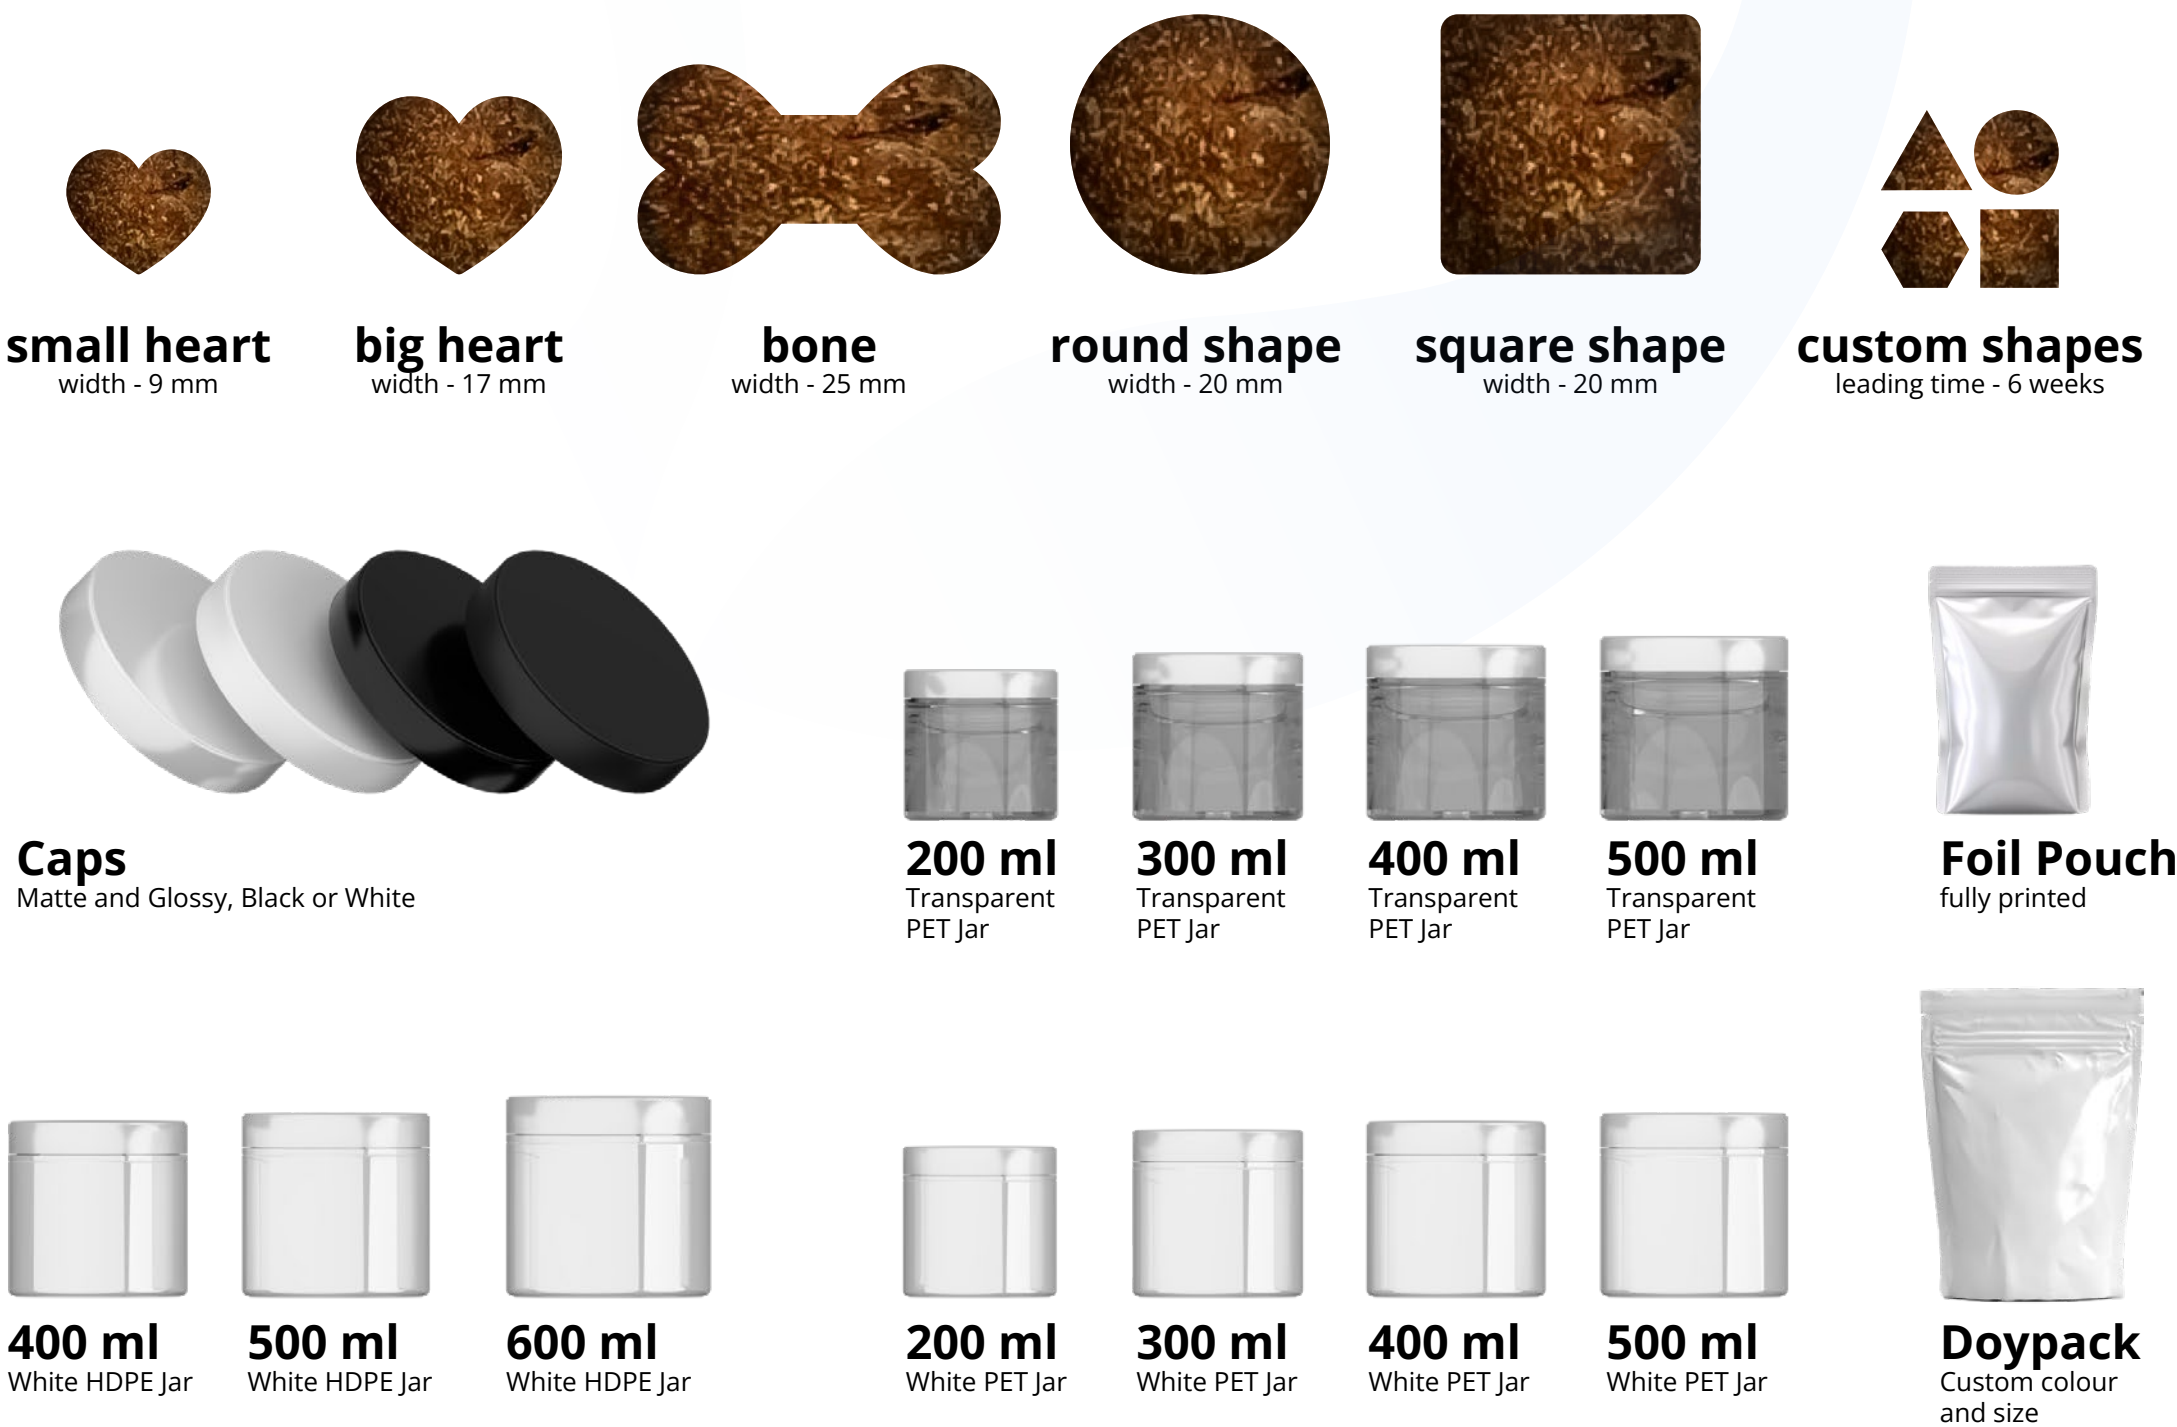 small heart
width - 9 mm
big heart
width - 17 mm
bone
width - 25 mm
round shape
width - 20 mm
square shape
width - 20 mm
custom shapes
leading time - 6 weeks
Caps
Matte and Glossy, Black or White
200 ml
Transparent
PET Jar
300 ml
Transparent
PET Jar
400 ml
Transparent
PET Jar
500 ml
Transparent
PET Jar
Foil Pouch
fully printed
400 ml
White HDPE Jar
500 ml
White HDPE Jar
600 ml
White HDPE Jar
200 ml
White PET Jar
300 ml
White PET Jar
400 ml
White PET Jar
500 ml
White PET Jar
Doypack
Custom colour
and size